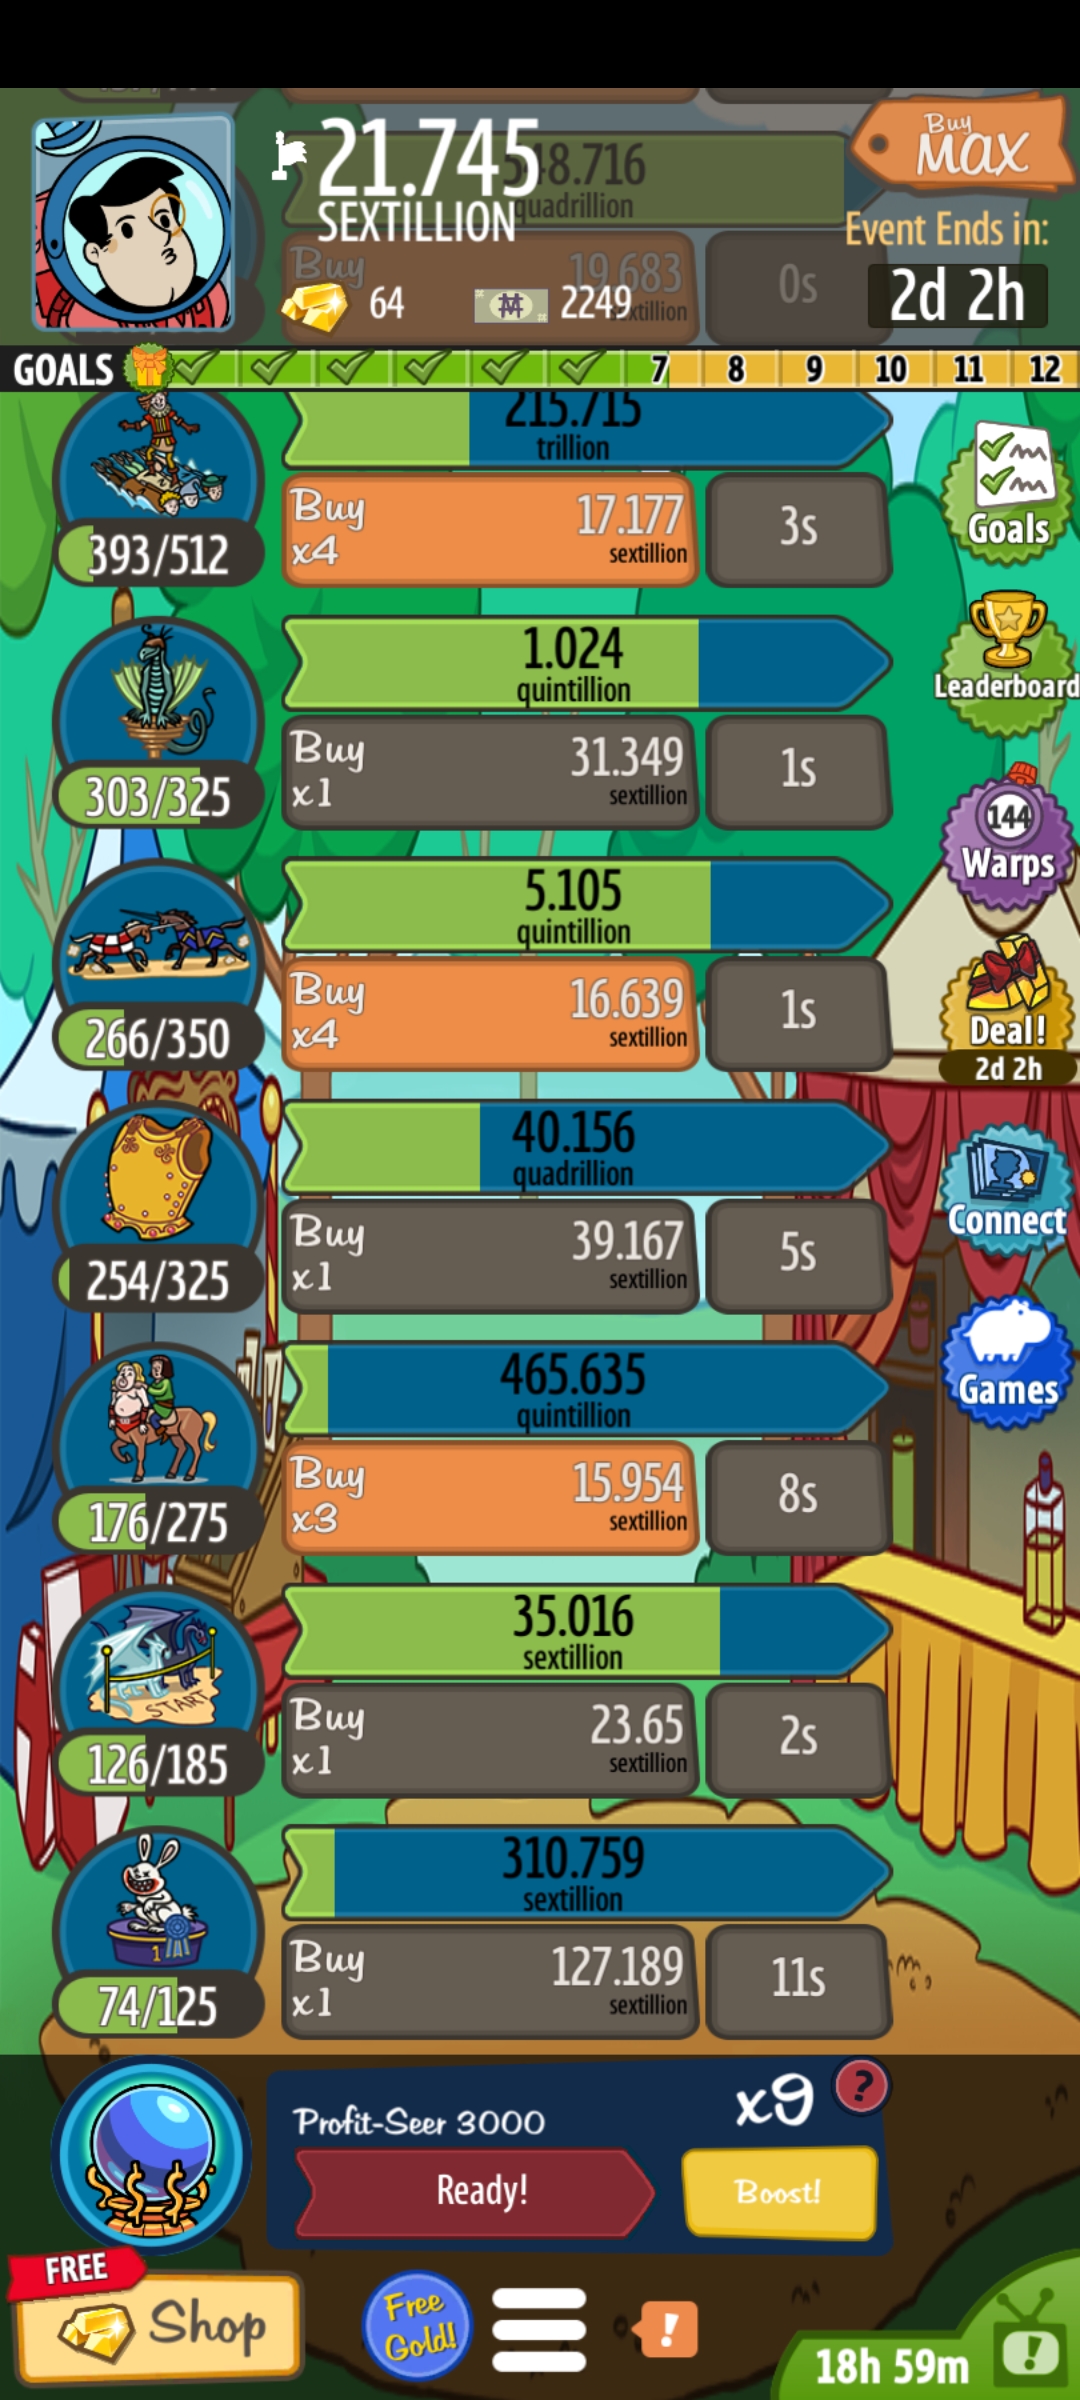 Buy
MAX
21.745
SEXTILLION
48.716
quadrillion
Event Ends in:
2d 2h
Buy
19.683
sextillion
0s
64
2249
GOALS
7 8 9 10 11 12
215.715
trillion
393/512
Buy
x4
17.177
sextillion
3s
Goals
Leaderboard
1.024
quintillion
303/325
Buy
x1
31.349
sextillion
1s
144
Warps
5.105
quintillion
266/350
Buy
x4
16.639
sextillion
1s
Deal!
2d 2h
40.156
quadrillion
254/325
Buy
x1
39.167
sextillion
5s
Connect
465.635
quintillion
176/275
Buy
x3
15.954
sextillion
8s
Games
35.016
sextillion
START
126/185
Buy
x1
23.65
sextillion
2s
310.759
sextillion
1
74/125
Buy
x1
127.189
sextillion
11s
Profit-Seer 3000
x9
?
Ready!
Boost!
FREE
Shop
Free
Gold!
!
18h 59m
!